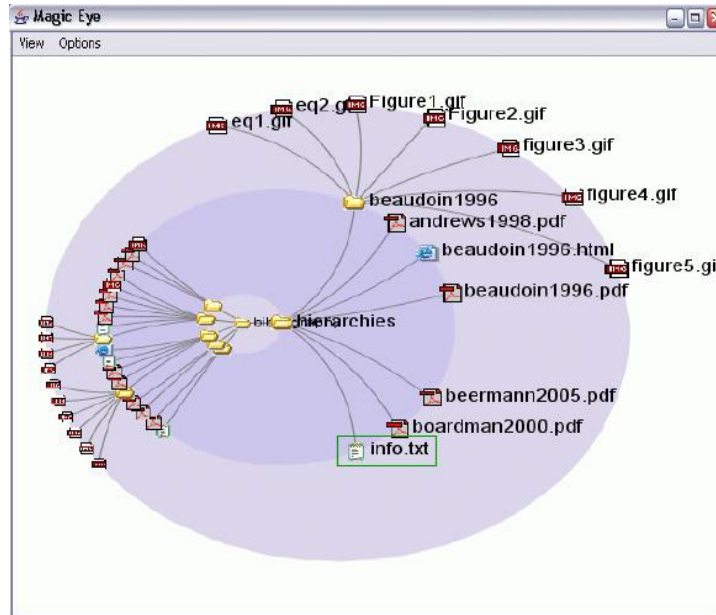 Magic Eye
View Options
eq1.gif
eq2.g
Figure1.gif
Figure2.gif
figure3.gif
figure4.gif
figure5.gi
beaudoin1996
andrews1998.pdf
beaudoin1996.html
beaudoin1996.pdf
hierarchies
beermann2005.pdf
boardman2000.pdf
info.txt